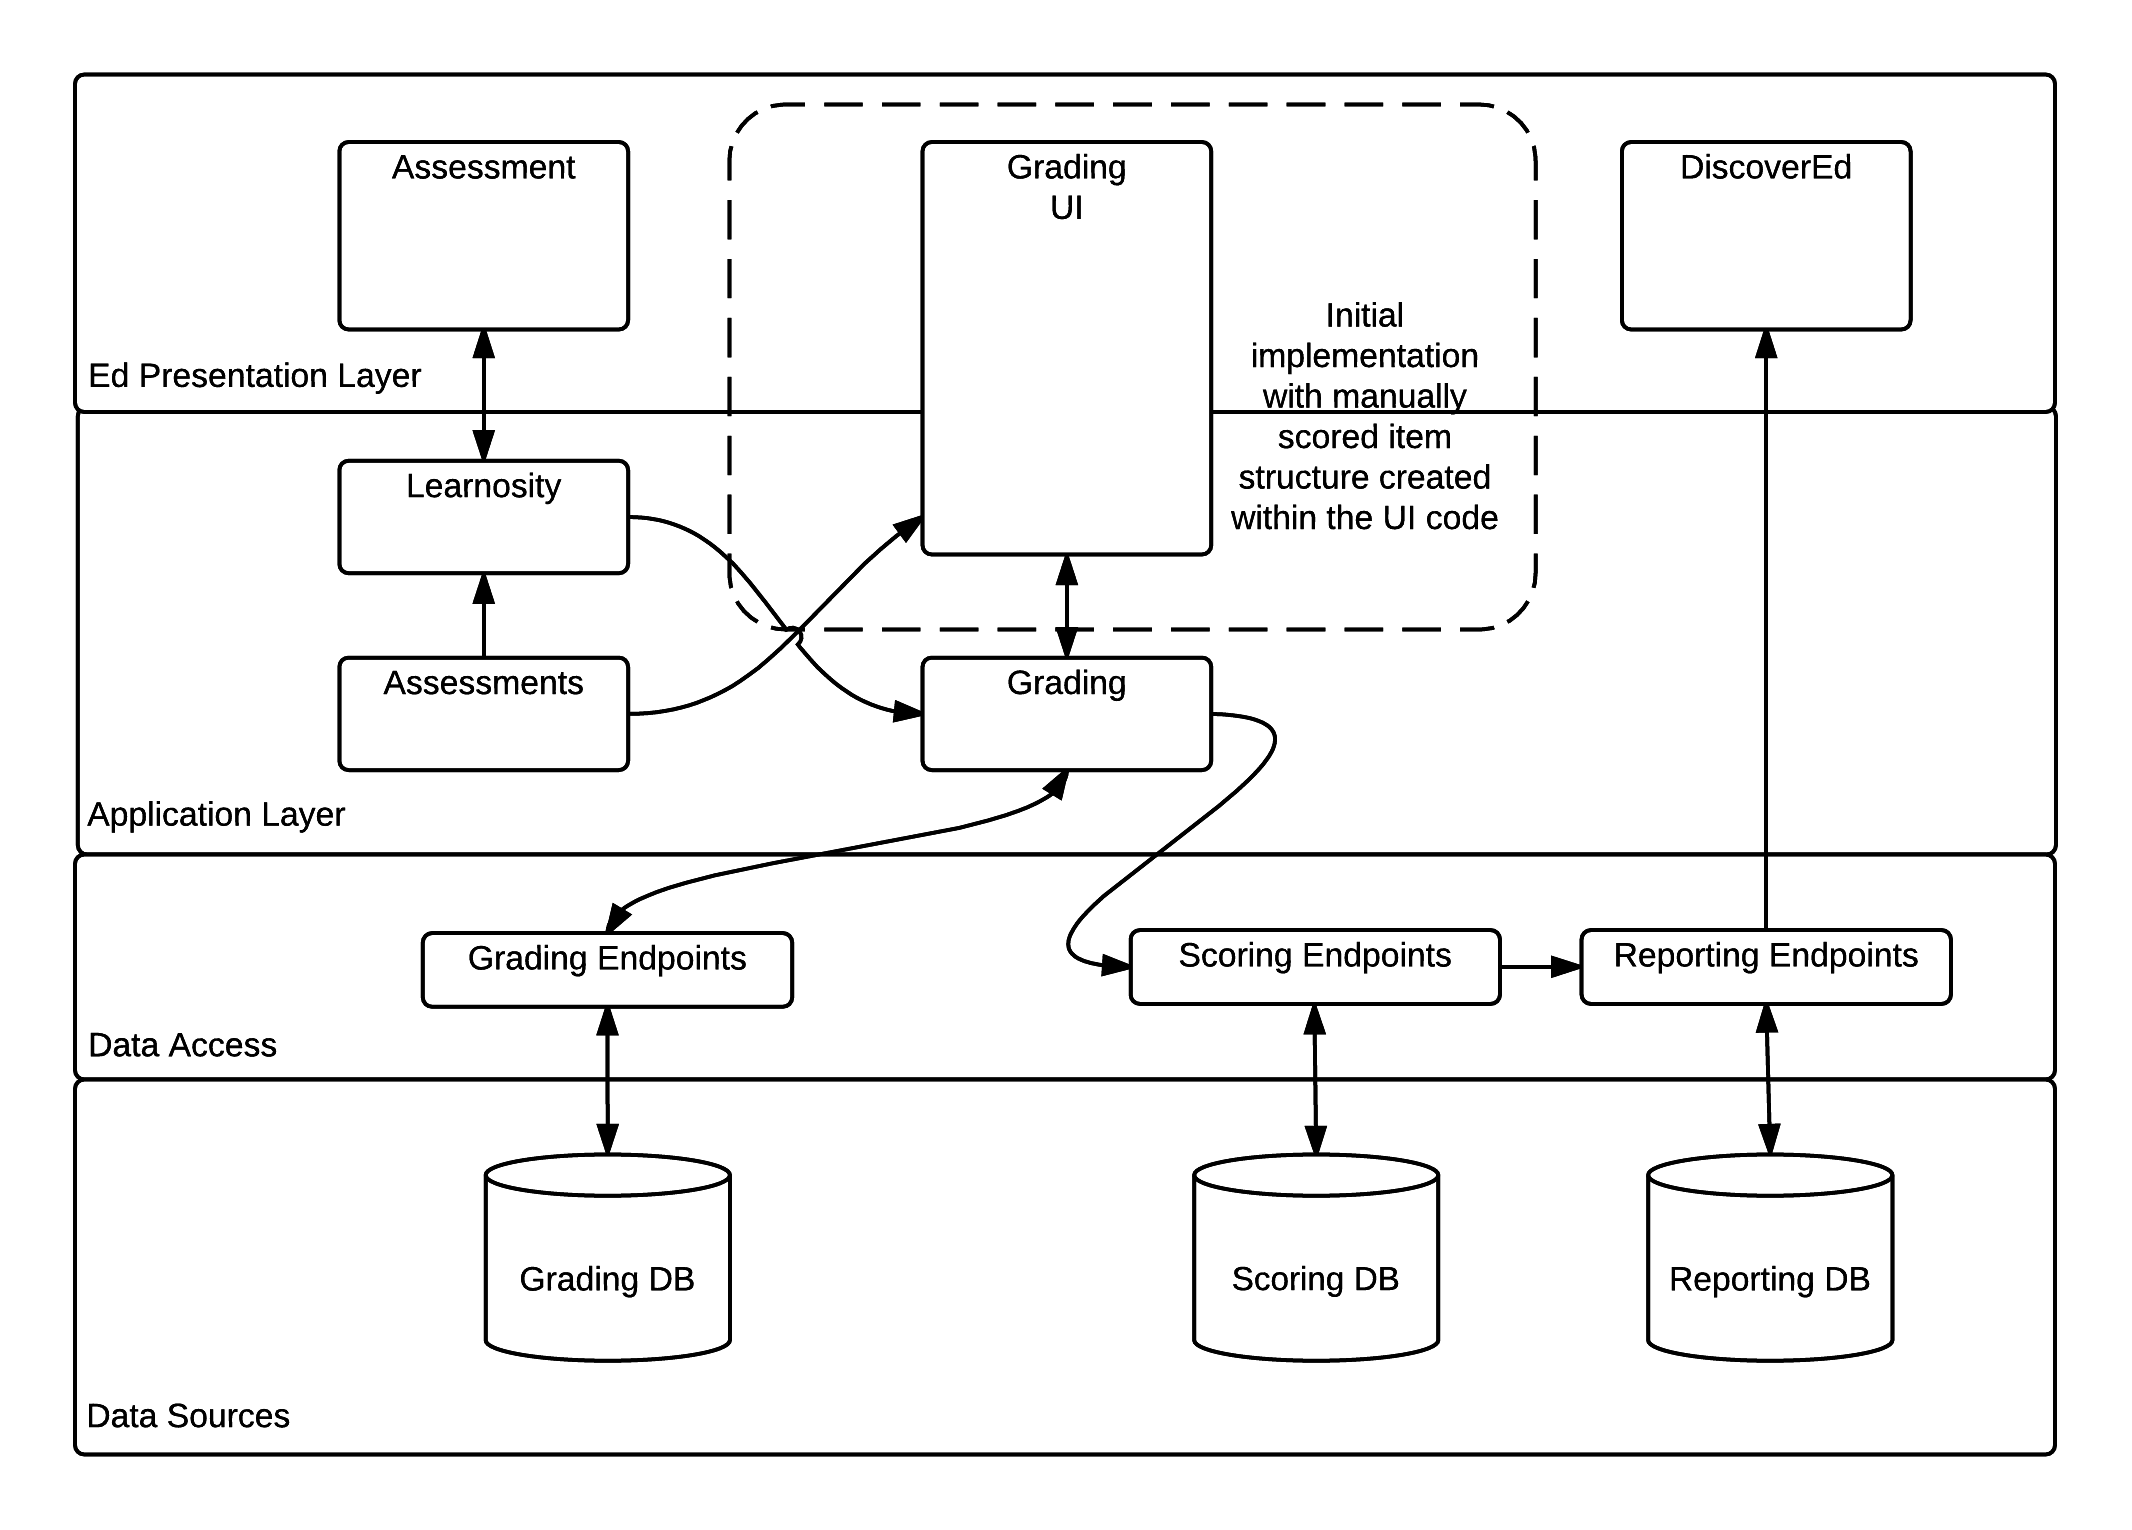 Assessment
Grading
UI
DiscoverEd
Initial
implementation
with manually
scored item
structure created
within the UI code
Ed Presentation Layer
Learnosity
Assessments
Grading
Application Layer
Grading Endpoints
Scoring Endpoints
Reporting Endpoints
Data Access
Grading DB
Scoring DB
Reporting DB
Data Sources